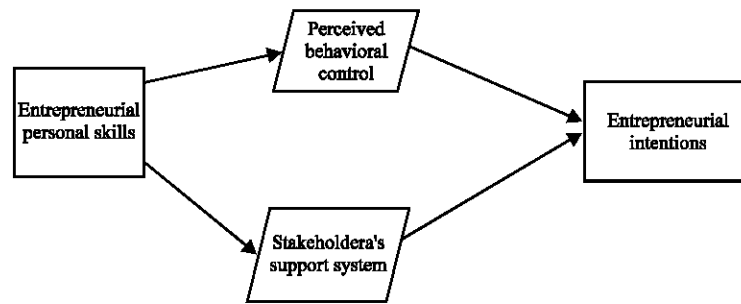 Perceived
behavioral
control
Entrepreneurial
personal skills
Entrepreneurial
intentions
Stakeholdera's
support system